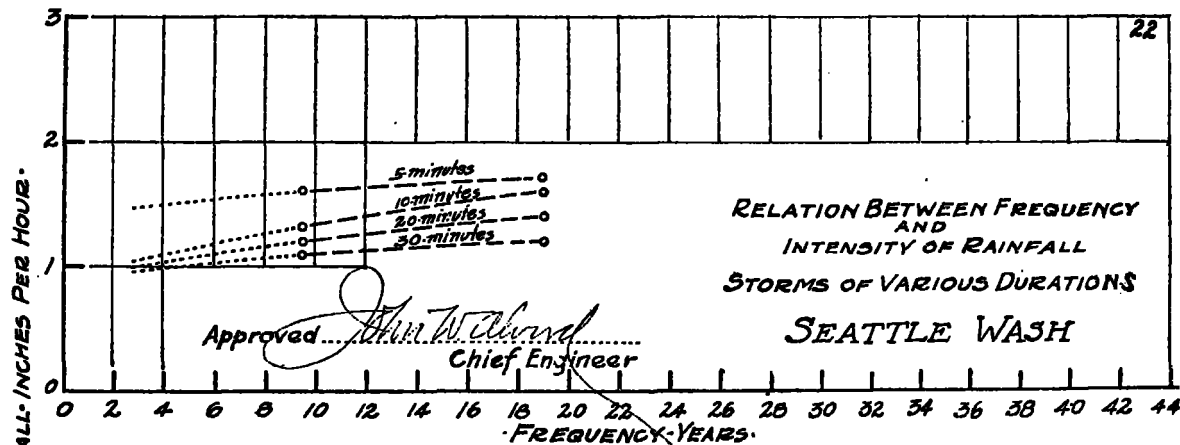 3
22
2
5-minutes
10-minutes
20-minutes
30-minutes
RELATION BETWEEN FREQUENCY
AND
INTENSITY OF RAINFALL
STORMS OF VARIOUS DURATIONS
SEATTLE WASH
1
Approved
John
Chief Engineer
0
0 2 4 6 8 10 12 14 16 18 20 22 24 26 28 30 32 34 36 38 40 42 44
·FREQUENCY-YEARS·
ALL·INCHES PER HOUR·